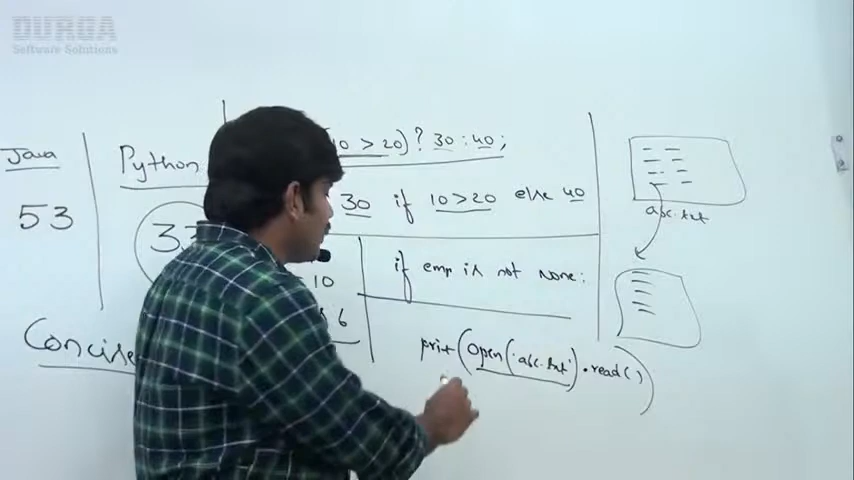 DURGA
Software Solutions
10 > 20) ? 30 : 40 ;
Java
Python
30 if 10>20 else 40
53
33
if emp is not None:
10
6
Concise
print(open('abc.txt').read())
abc.txt